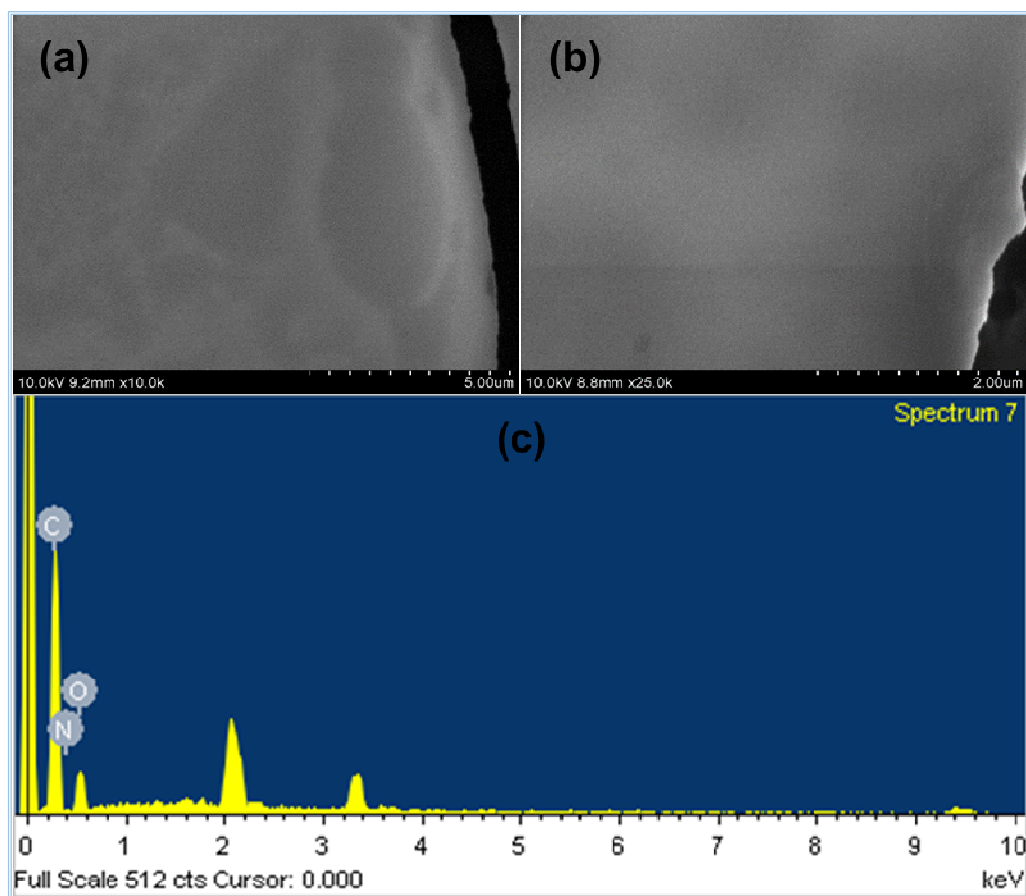 (a)
(b)
10.0kV 9.2mm x10.0k 5.00um
10.0kV 8.8mm x25.0k 2.00um
(c)
Spectrum 7
C
O
N
0 1 2 3 4 5 6 7 8 9 10
Full Scale 512 cts Cursor: 0.000 keV